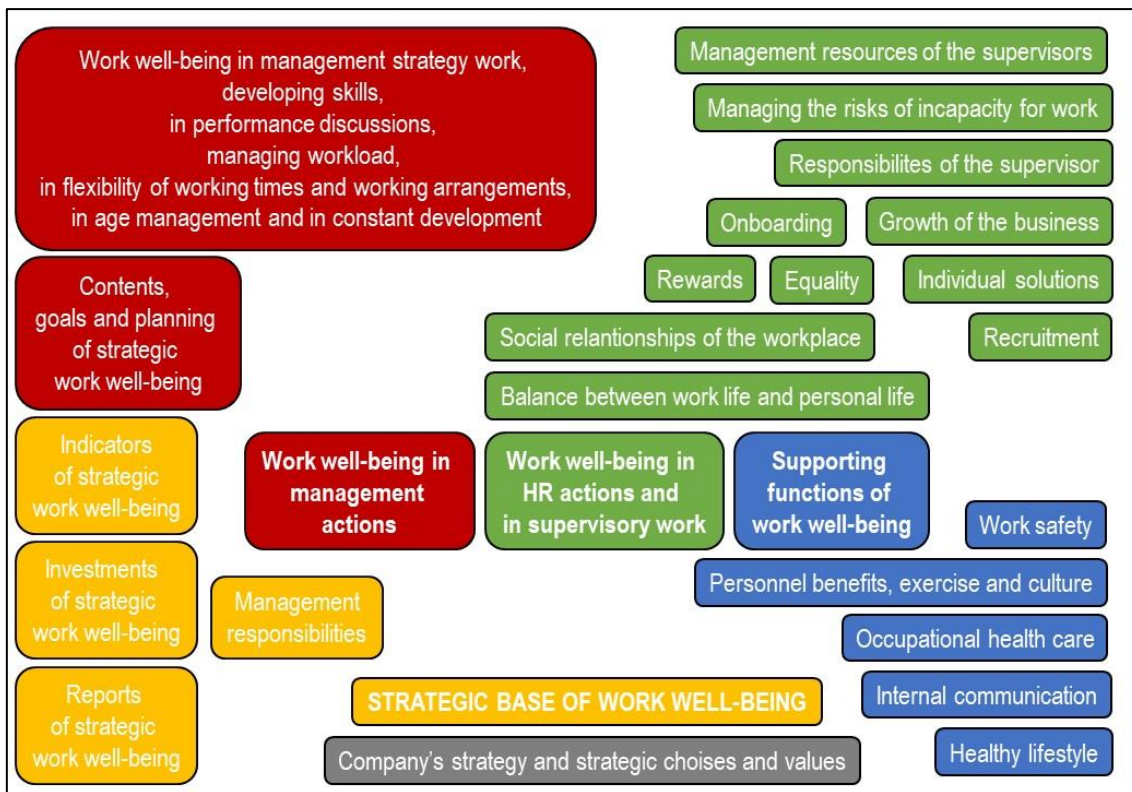 Work well-being in management strategy work,
developing skills,
in performance discussions,
managing workload,
in flexibility of working times and working arrangements,
in age management and in constant development
Management resources of the supervisors
Managing the risks of incapacity for work
Responsibilites of the supervisor
Onboarding
Growth of the business
Rewards
Equality
Individual solutions
Social relantionships of the workplace
Recruitment
Balance between work life and personal life
Contents,
goals and planning
of strategic
work well-being
Indicators
of strategic
work well-being
Work well-being in
management
actions
Work well-being in
HR actions and
in supervisory work
Supporting
functions of
work well-being
Work safety
Investments
of strategic
work well-being
Management
responsibilities
Personnel benefits, exercise and culture
Occupational health care
Internal communication
Healthy lifestyle
Reports
of strategic
work well-being
STRATEGIC BASE OF WORK WELL-BEING
Company's strategy and strategic choises and values